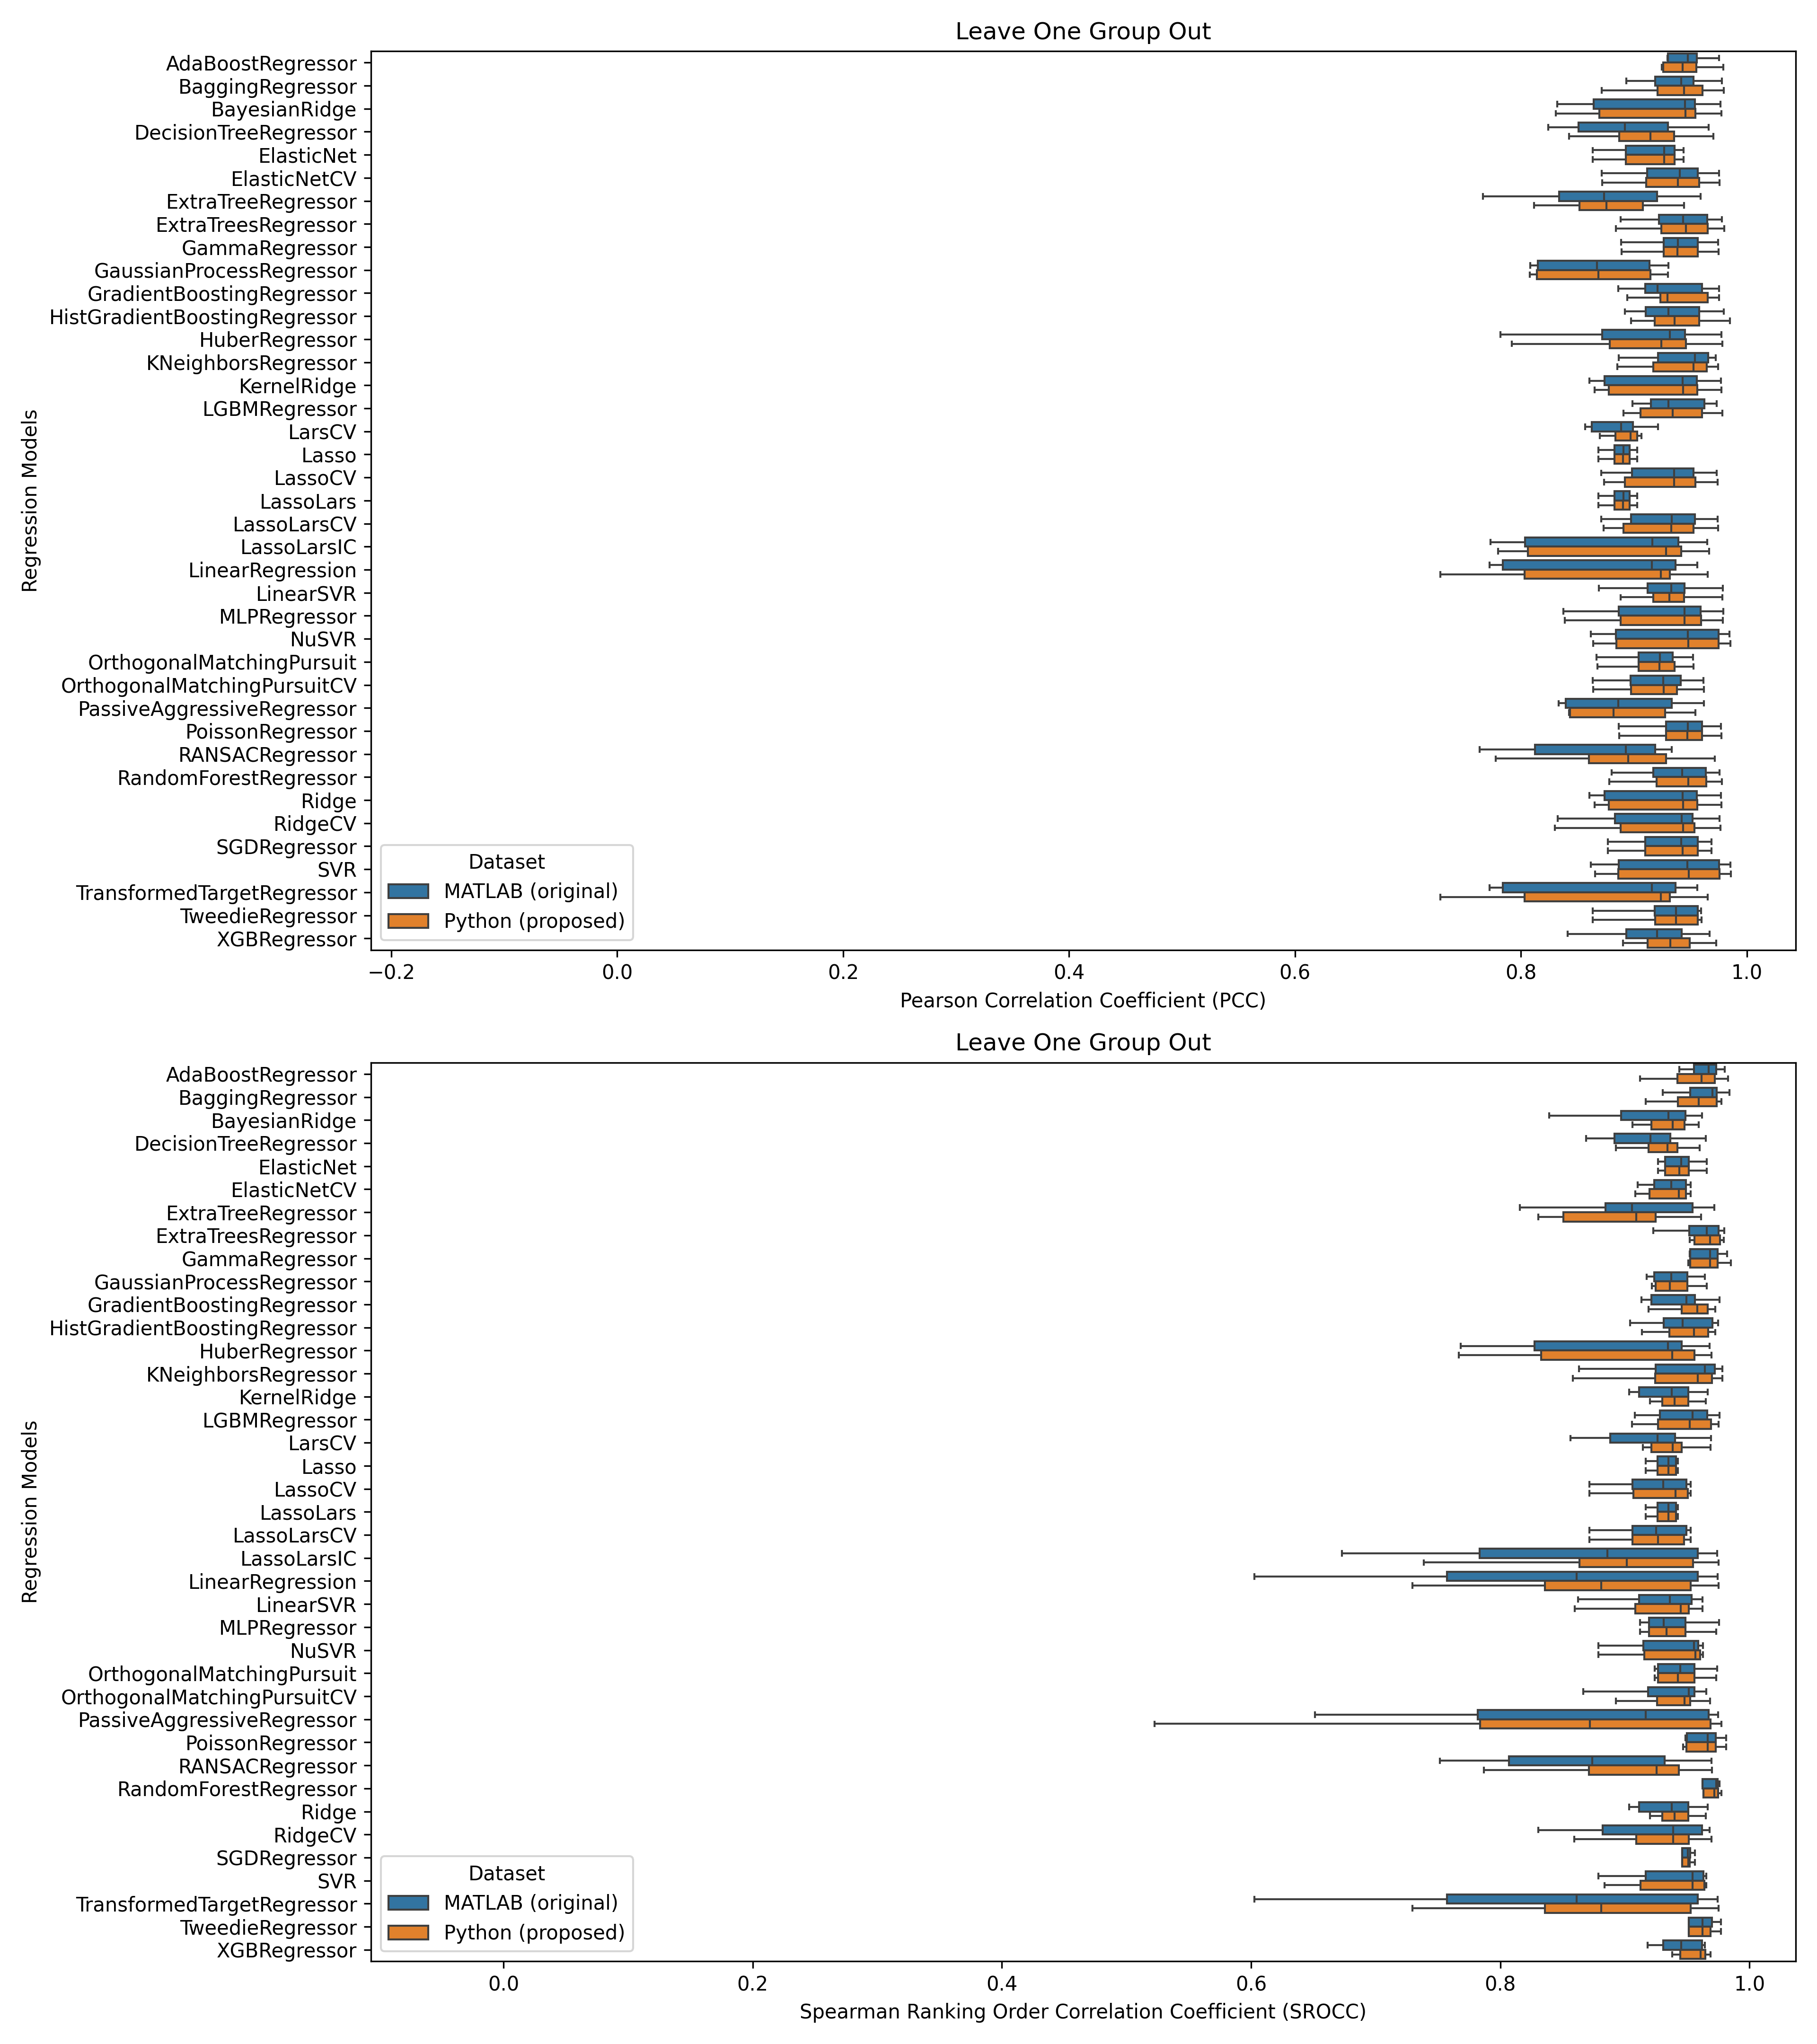 Leave One Group Out
Regression Models
AdaBoostRegressor
BaggingRegressor
BayesianRidge
DecisionTreeRegressor
ElasticNet
ElasticNetCV
ExtraTreeRegressor
ExtraTreesRegressor
GammaRegressor
GaussianProcessRegressor
GradientBoostingRegressor
HistGradientBoostingRegressor
HuberRegressor
KNeighborsRegressor
KernelRidge
LGBMRegressor
LarsCV
Lasso
LassoCV
LassoLars
LassoLarsCV
LassoLarsIC
LinearRegression
LinearSVR
MLPRegressor
NuSVR
OrthogonalMatchingPursuit
OrthogonalMatchingPursuitCV
PassiveAggressiveRegressor
PoissonRegressor
RANSACRegressor
RandomForestRegressor
Ridge
RidgeCV
SGDRegressor
SVR
TransformedTargetRegressor
TweedieRegressor
XGBRegressor
Dataset
MATLAB (original)
Python (proposed)
−0.2 0.0 0.2 0.4 0.6 0.8 1.0
Pearson Correlation Coefficient (PCC)
Leave One Group Out
Regression Models
AdaBoostRegressor
BaggingRegressor
BayesianRidge
DecisionTreeRegressor
ElasticNet
ElasticNetCV
ExtraTreeRegressor
ExtraTreesRegressor
GammaRegressor
GaussianProcessRegressor
GradientBoostingRegressor
HistGradientBoostingRegressor
HuberRegressor
KNeighborsRegressor
KernelRidge
LGBMRegressor
LarsCV
Lasso
LassoCV
LassoLars
LassoLarsCV
LassoLarsIC
LinearRegression
LinearSVR
MLPRegressor
NuSVR
OrthogonalMatchingPursuit
OrthogonalMatchingPursuitCV
PassiveAggressiveRegressor
PoissonRegressor
RANSACRegressor
RandomForestRegressor
Ridge
RidgeCV
SGDRegressor
SVR
TransformedTargetRegressor
TweedieRegressor
XGBRegressor
Dataset
MATLAB (original)
Python (proposed)
0.0 0.2 0.4 0.6 0.8 1.0
Spearman Ranking Order Correlation Coefficient (SROCC)